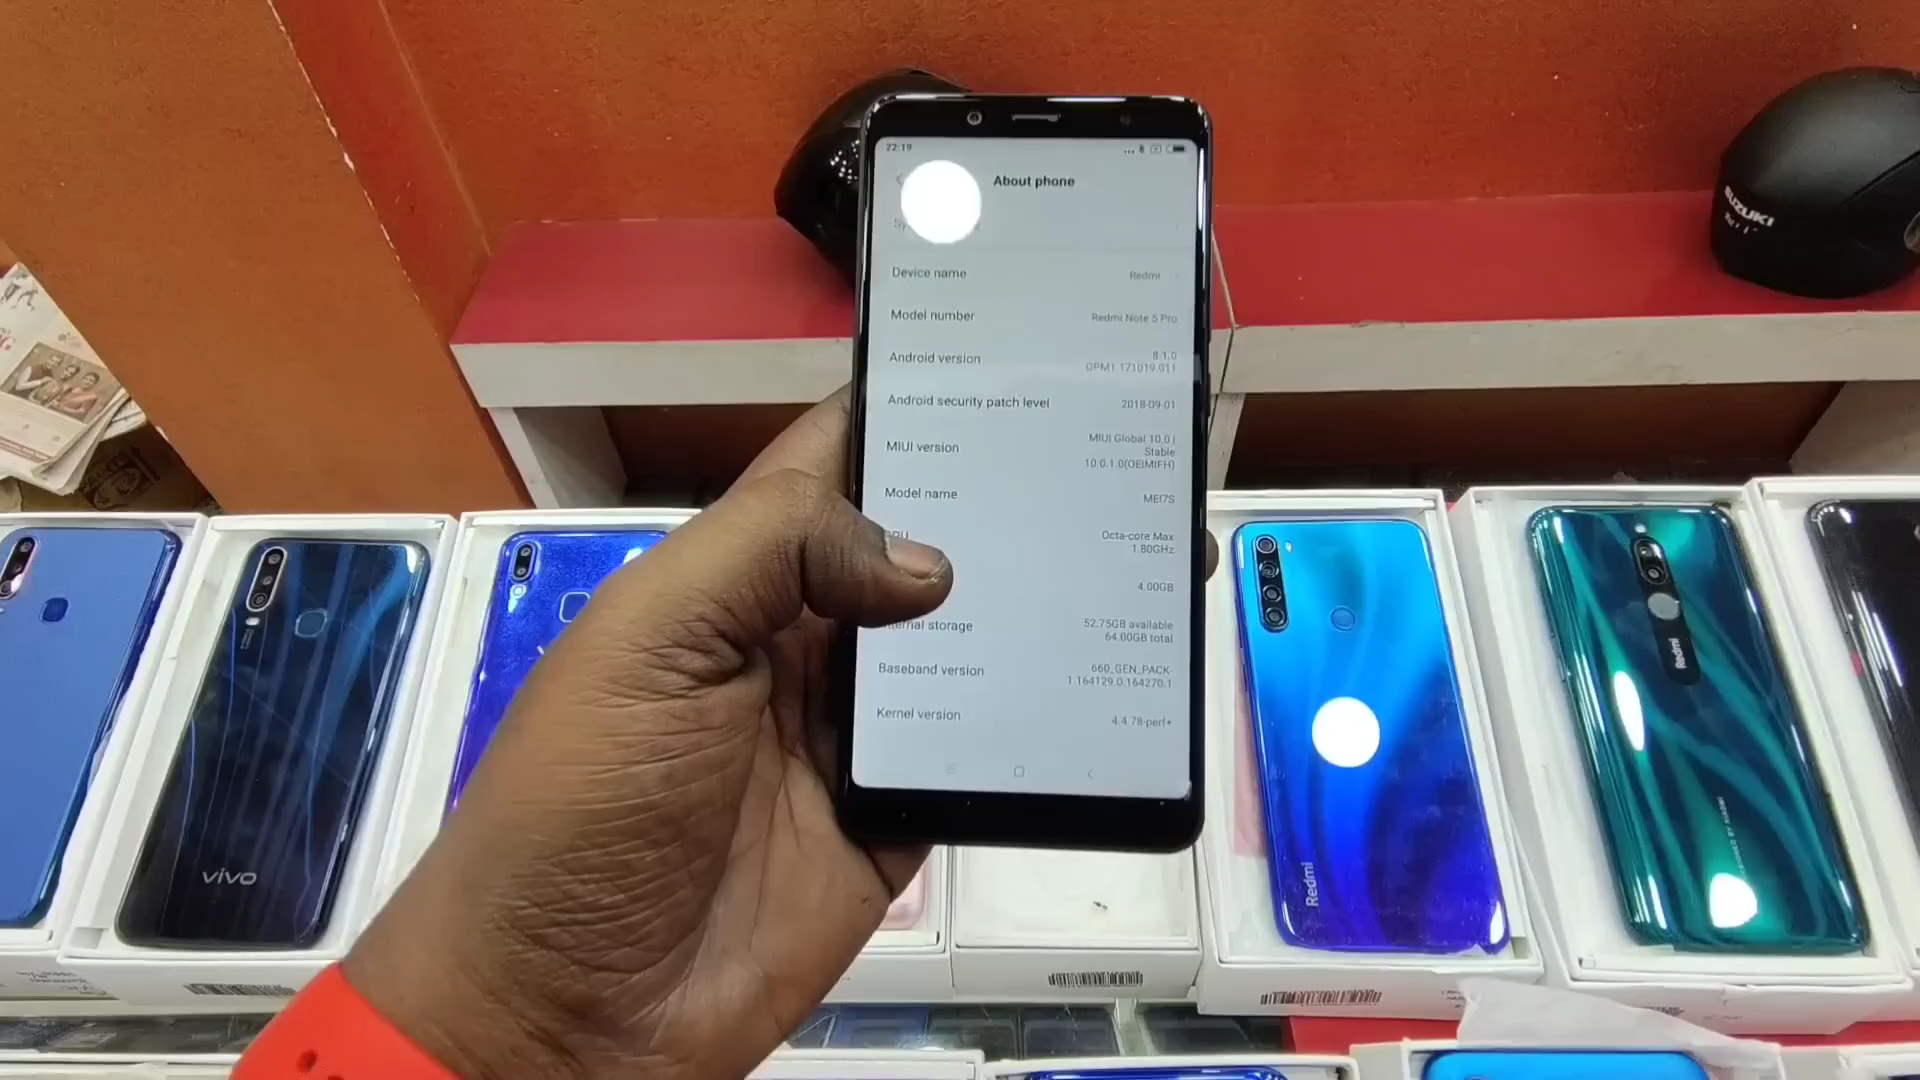 22:19
About phone
Device name
Redmi
Model number
Redmi Note 5 Pro
Android version
8.1.0
OPM1.171019.011
Android security patch level
2018-09-01
MIUI version
MIUI Global 10.0 |
Stable
10.0.1.0(OEIMIFH)
Model name
MEI7S
Octa-core Max
1.80GHz
4.00GB
ternal storage
52.75GB available
64.00GB total
Baseband version
660_GEN_PACK-
1.164129.0.164270.1
Kernel version
4.4.78-perf+
SUZUKI
vivo
Redmi
Redmi